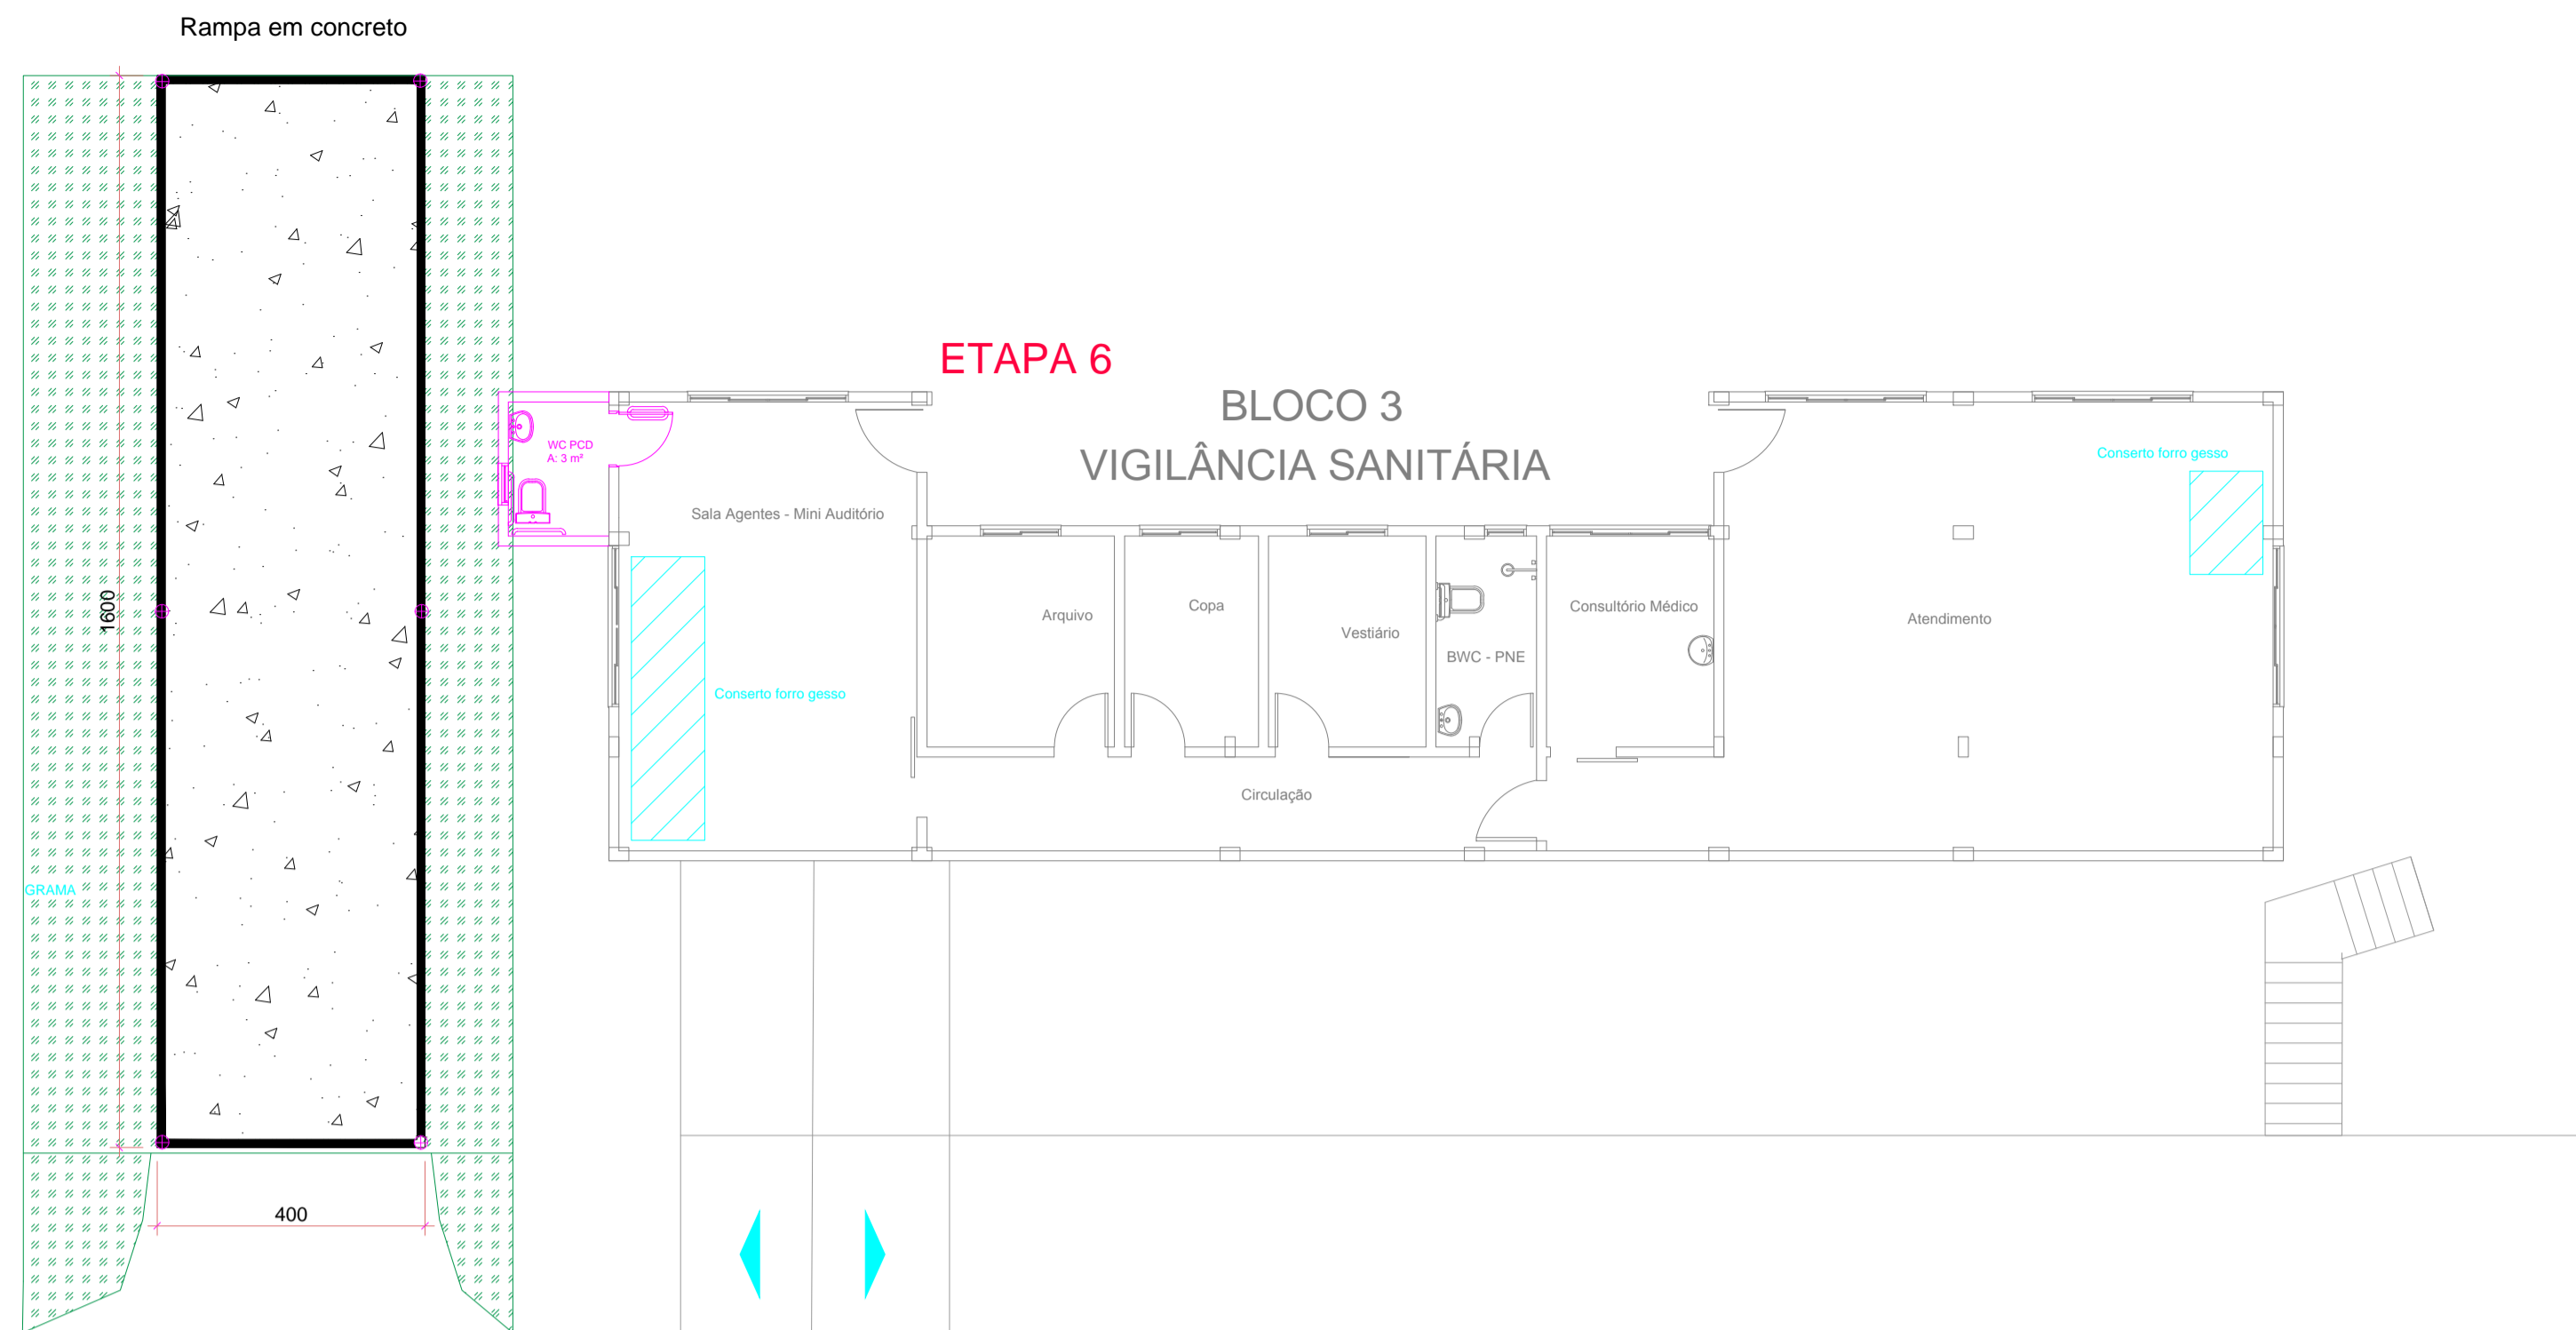 Rampa em concreto
ETAPA 6
BLOCO 3
VIGILÂNCIA SANITÁRIA
WC PCD
A: 3 m²
Conserto forro gesso
Sala Agentes - Mini Auditório
1600
Arquivo
Copa
Vestiário
BWC - PNE
Consultório Médico
Atendimento
Conserto forro gesso
Circulação
GRAMA
400